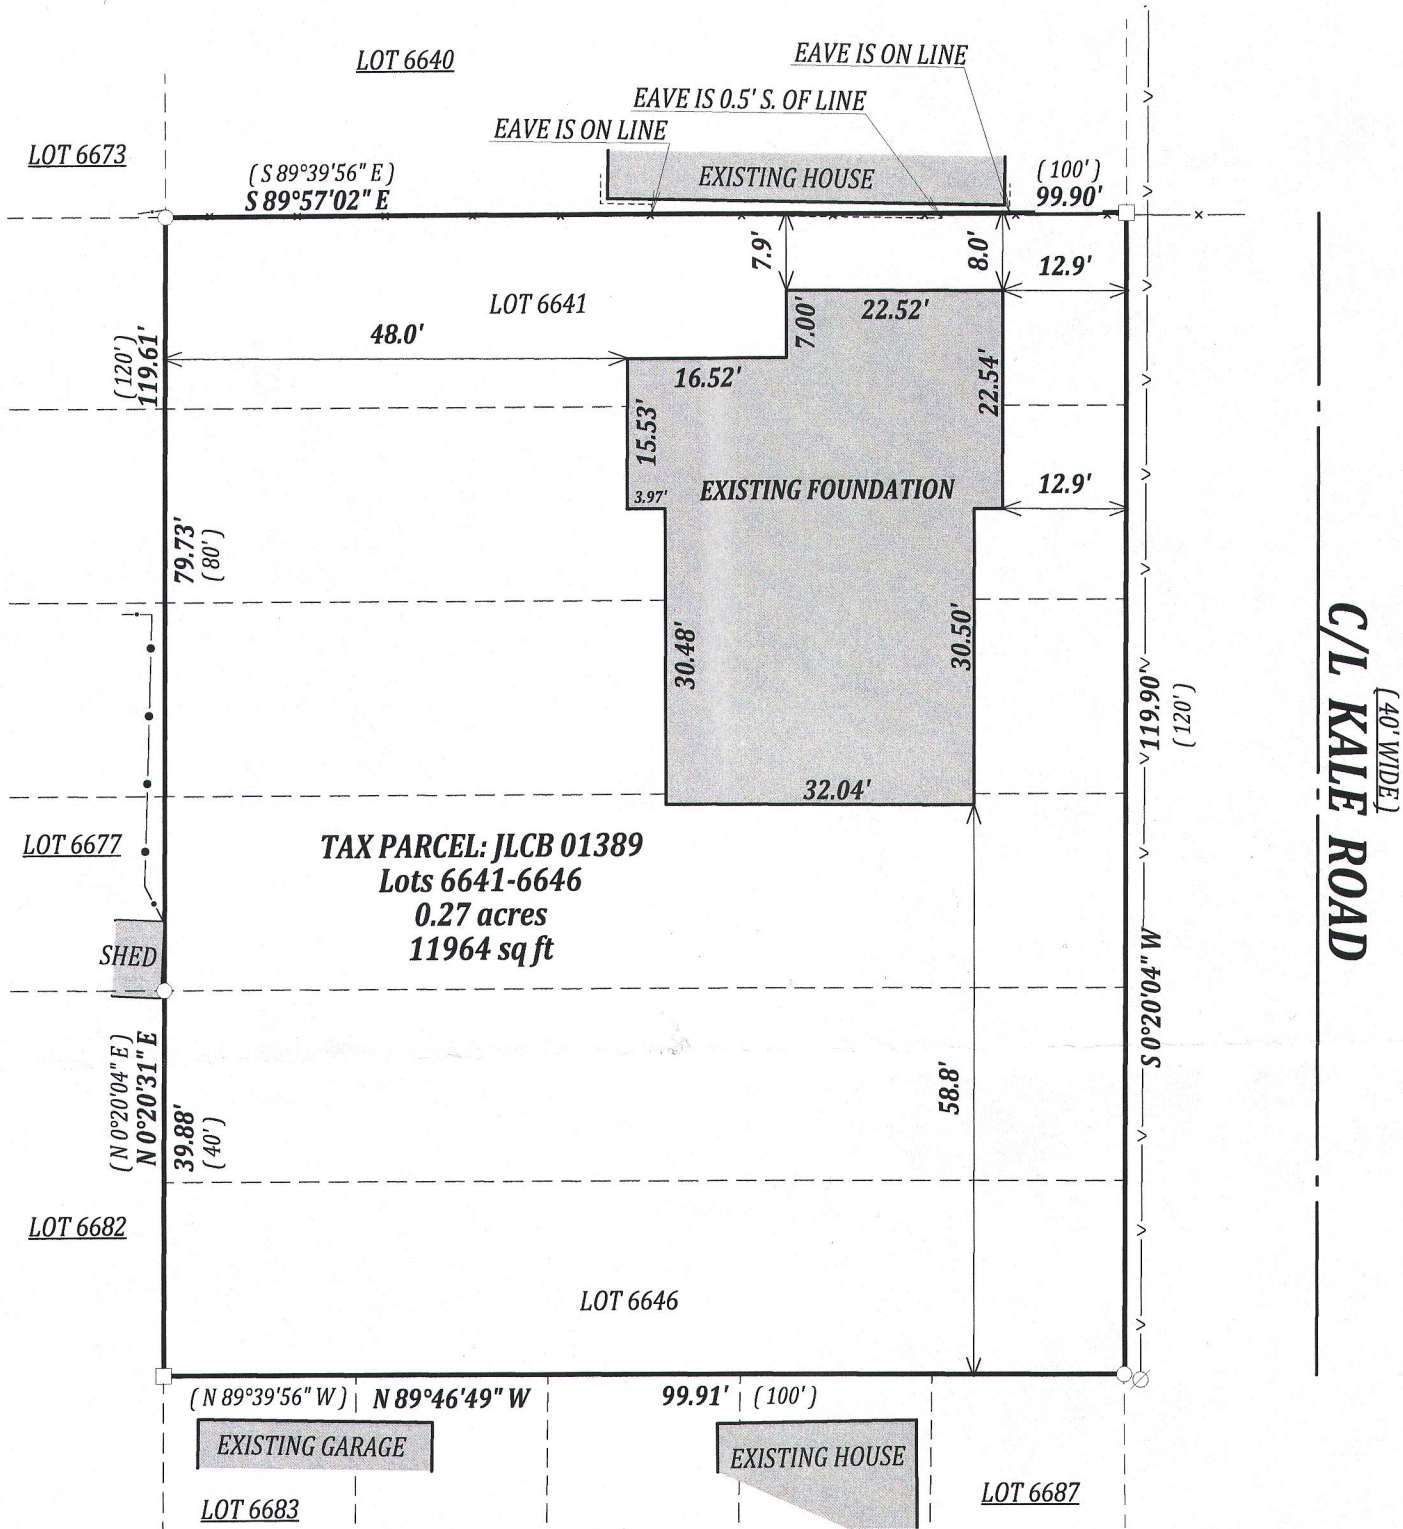 LOT 6640
EAVE IS ON LINE
EAVE IS 0.5' S. OF LINE
EAVE IS ON LINE
LOT 6673
( S 89°39'56" E )
S 89°57'02" E
EXISTING HOUSE
( 100' )
99.90'
7.9'
8.0'
12.9'
LOT 6641
48.0'
7.00'
22.52'
( 120' )
119.61'
16.52'
22.54'
15.53'
3.97'
EXISTING FOUNDATION
12.9'
79.73'
( 80' )
30.48'
30.50'
C/L KALE ROAD
( 40' WIDE )
119.90'
( 120' )
32.04'
LOT 6677
TAX PARCEL: JLCB 01389
Lots 6641-6646
0.27 acres
11964 sq ft
SHED
S 0°20'04" W
( N 0°20'04" E )
N 0°20'31" E
39.88'
( 40' )
58.8'
LOT 6682
LOT 6646
( N 89°39'56" W )
N 89°46'49" W
99.91'
( 100' )
EXISTING GARAGE
EXISTING HOUSE
LOT 6683
LOT 6687